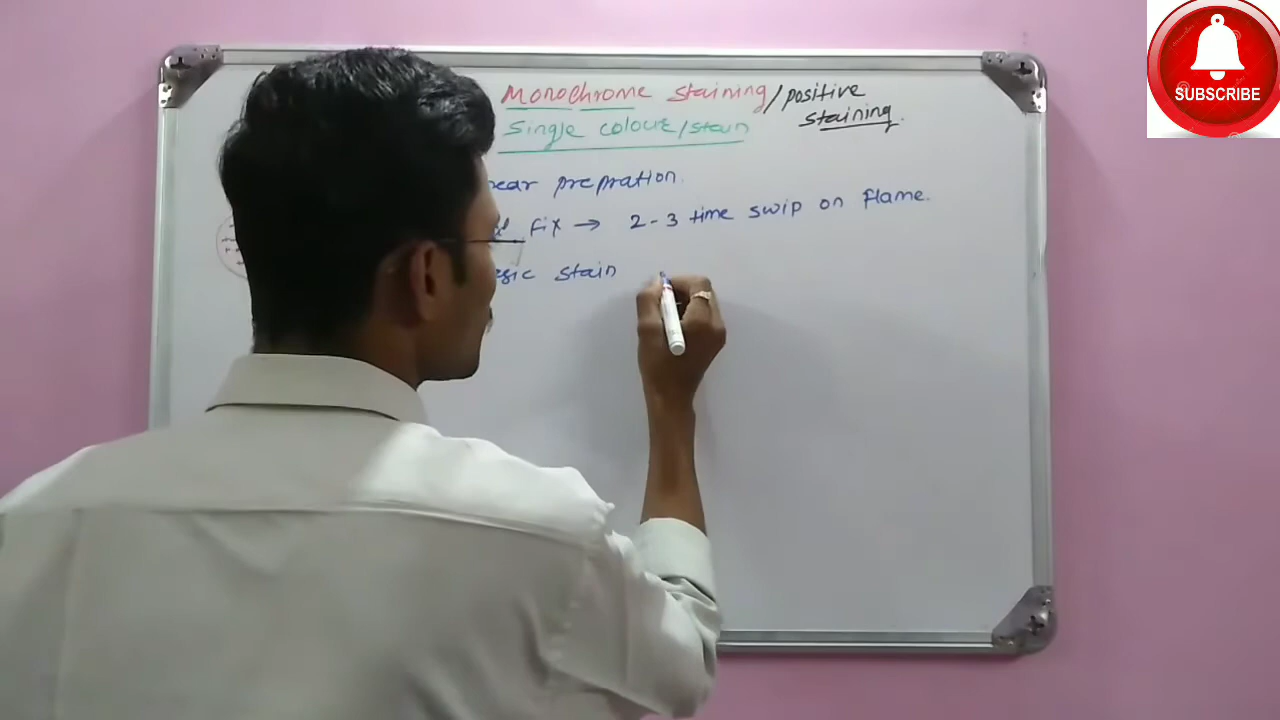 Monochrome staining/positive
staining.
Single colour/stain
prepration.
fix → 2-3 time swip on flame.
stain
SUBSCRIBE